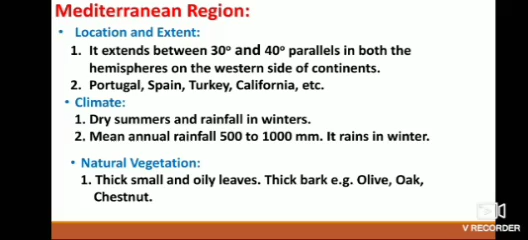 Mediterranean Region:
• Location and Extent:
1. It extends between 30° and 40° parallels in both the
hemispheres on the western side of continents.
2. Portugal, Spain, Turkey, California, etc.
• Climate:
1. Dry summers and rainfall in winters.
2. Mean annual rainfall 500 to 1000 mm. It rains in winter.
• Natural Vegetation:
1. Thick small and oily leaves. Thick bark e.g. Olive, Oak,
Chestnut.
V RECORDER